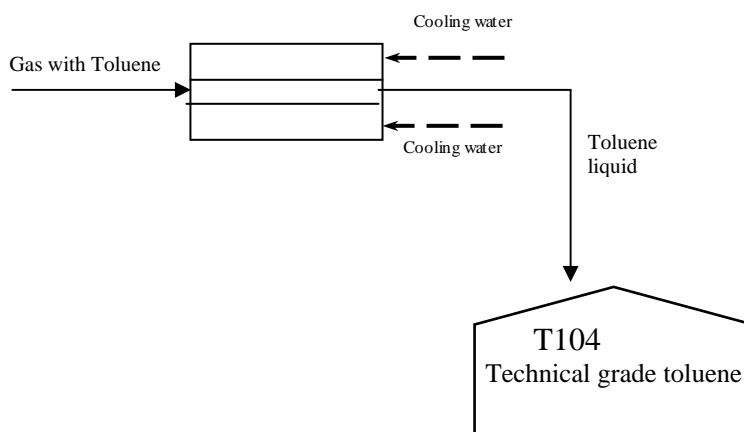 Cooling water
Gas with Toluene
Cooling water
Toluene
liquid
T104
Technical grade toluene